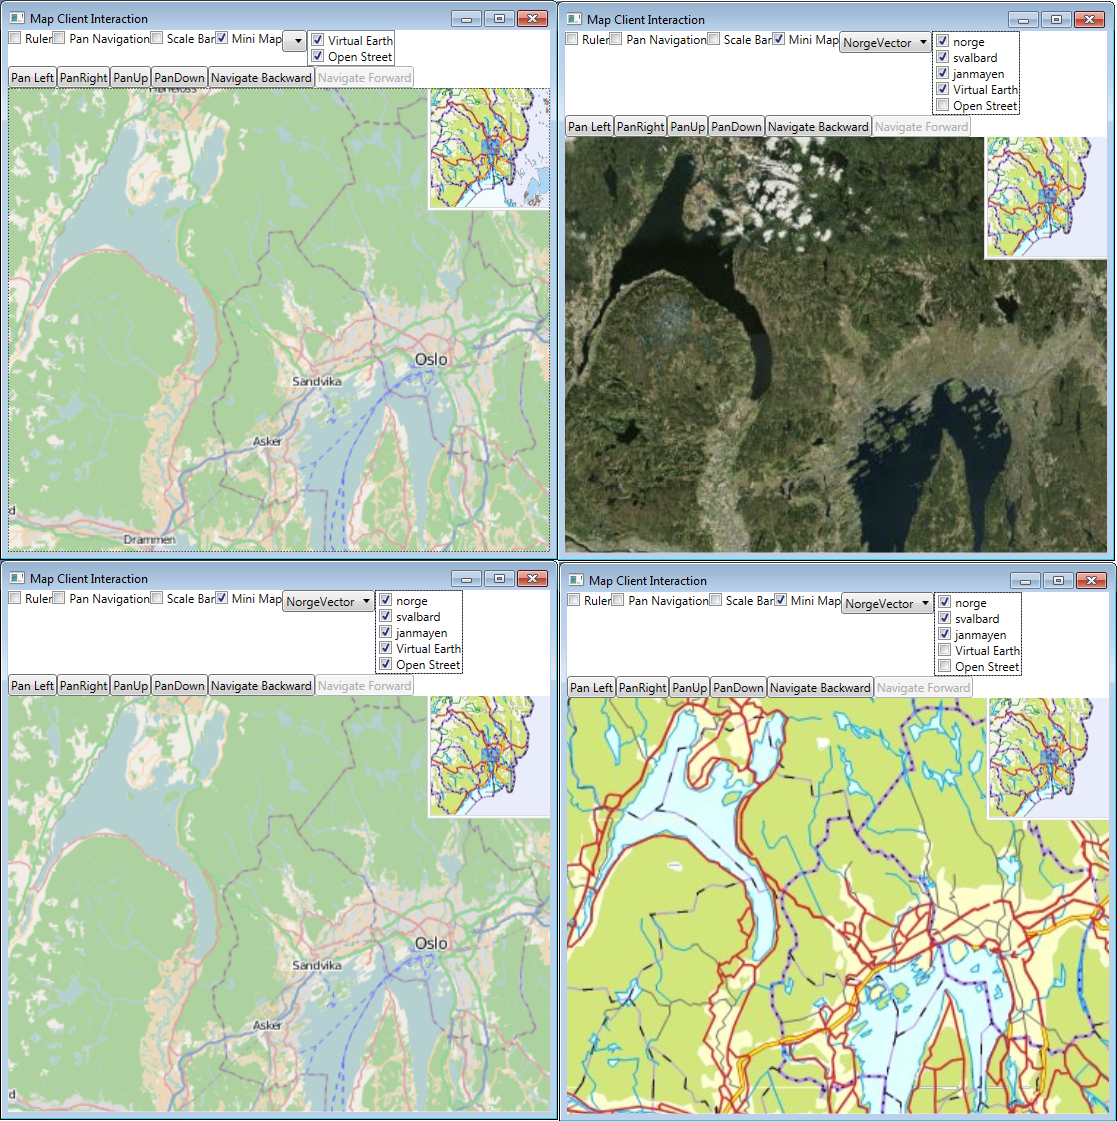 Map Client Interaction
Ruler Pan Navigation Scale Bar Mini Map Virtual Earth
Open Street
Pan Left PanRight PanUp PanDown Navigate Backward Navigate Forward
Oslo
Sandvika
Asker
d
Drammen
Map Client Interaction
Ruler Pan Navigation Scale Bar Mini Map NorgeVector norge
svalbard
janmayen
Virtual Earth
Open Street
Pan Left PanRight PanUp PanDown Navigate Backward Navigate Forward
Map Client Interaction
Ruler Pan Navigation Scale Bar Mini Map NorgeVector norge
svalbard
janmayen
Virtual Earth
Open Street
Pan Left PanRight PanUp PanDown Navigate Backward Navigate Forward
Oslo
Sandvika
Asker
d
Map Client Interaction
Ruler Pan Navigation Scale Bar Mini Map NorgeVector norge
svalbard
janmayen
Virtual Earth
Open Street
Pan Left PanRight PanUp PanDown Navigate Backward Navigate Forward